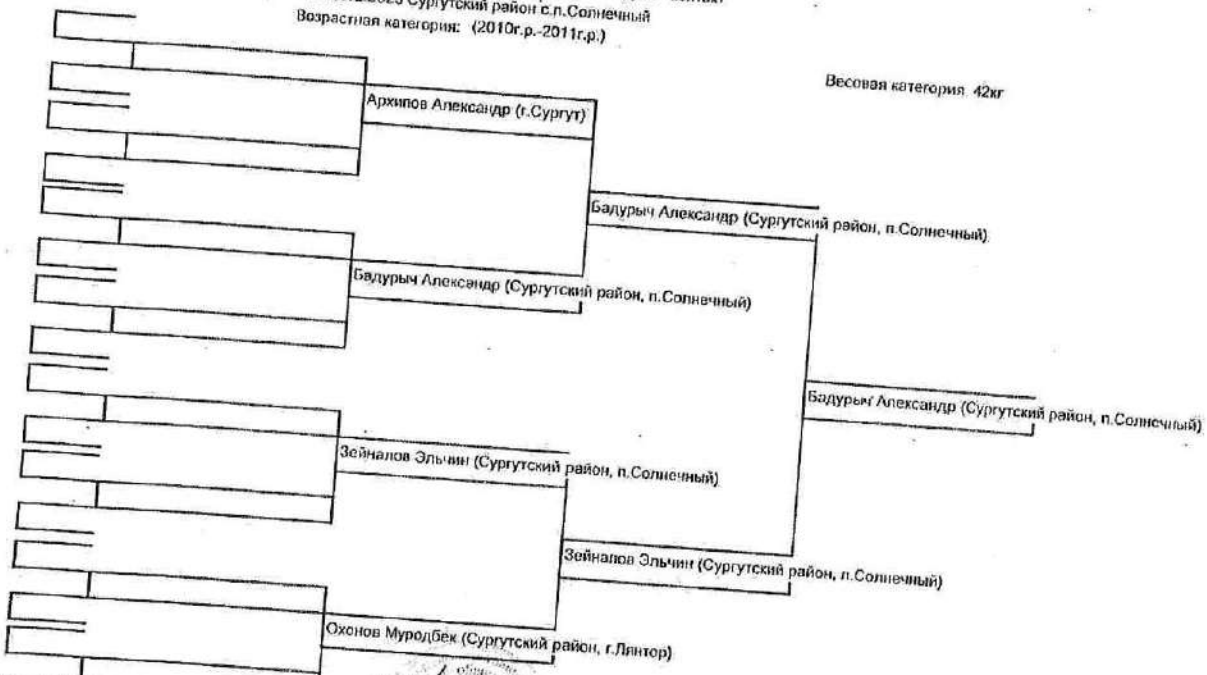 2023 Сургутский район с.п.Солнечный
Возрастная категория: (2010г.р.-2011г.р.)
Весовая категория 42кг
Архипов Александр (г.Сургут)
Бадурыч Александр (Сургутский район, п.Солнечный)
Бадурыч Александр (Сургутский район, п.Солнечный)
Бадурыч Александр (Сургутский район, п.Солнечный)
Зейналов Эльчин (Сургутский район, п.Солнечный)
Зейналов Эльчин (Сургутский район, п.Солнечный)
Охонов Муродбек (Сургутский район, г.Лянтор)